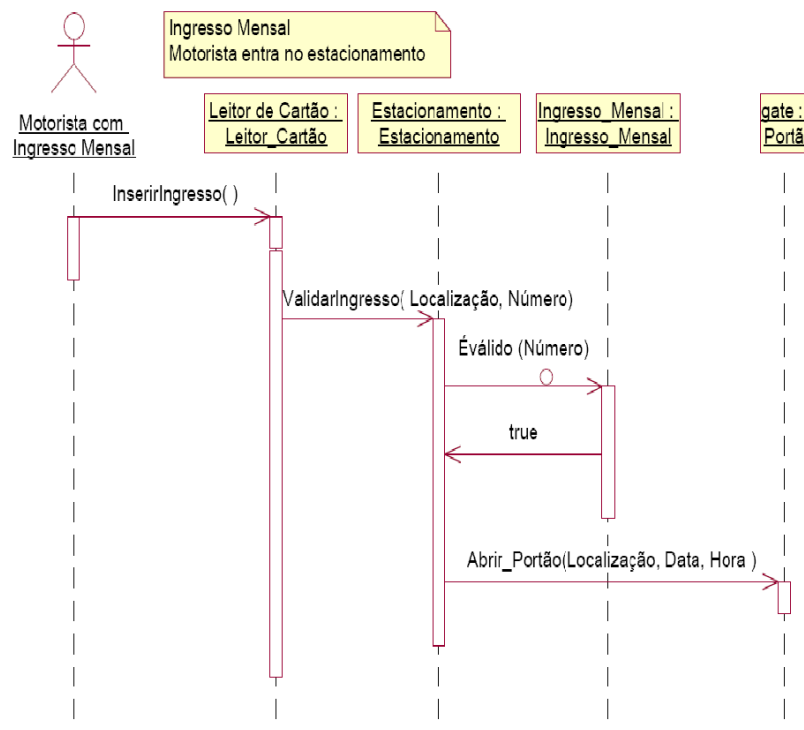 Ingresso Mensal
Motorista entra no estacionamento
Motorista com
Ingresso Mensal
Leitor de Cartão :
Leitor_Cartão
Estacionamento :
Estacionamento
Ingresso_Mensal :
Ingresso_Mensal
gate :
Portã
InserirIngresso( )
ValidarIngresso( Localização, Número)
Éválido (Número)
true
Abrir_Portão(Localização, Data, Hora )